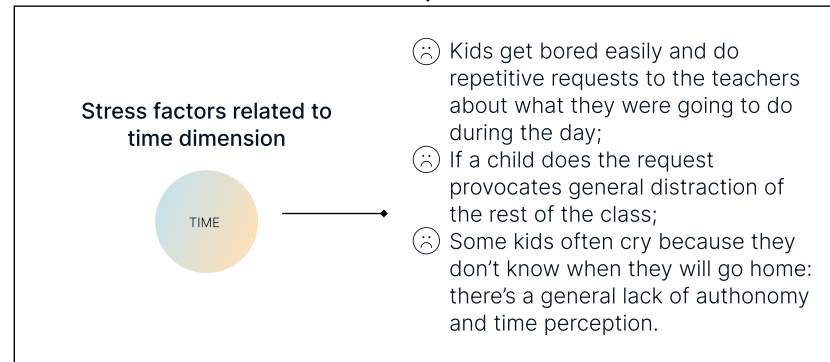 Stress factors related to
time dimension
TIME
Kids get bored easily and do
repetitive requests to the teachers
about what they were going to do
during the day;
If a child does the request
provocates general distraction of
the rest of the class;
Some kids often cry because they
don’t know when they will go home:
there’s a general lack of authonomy
and time perception.